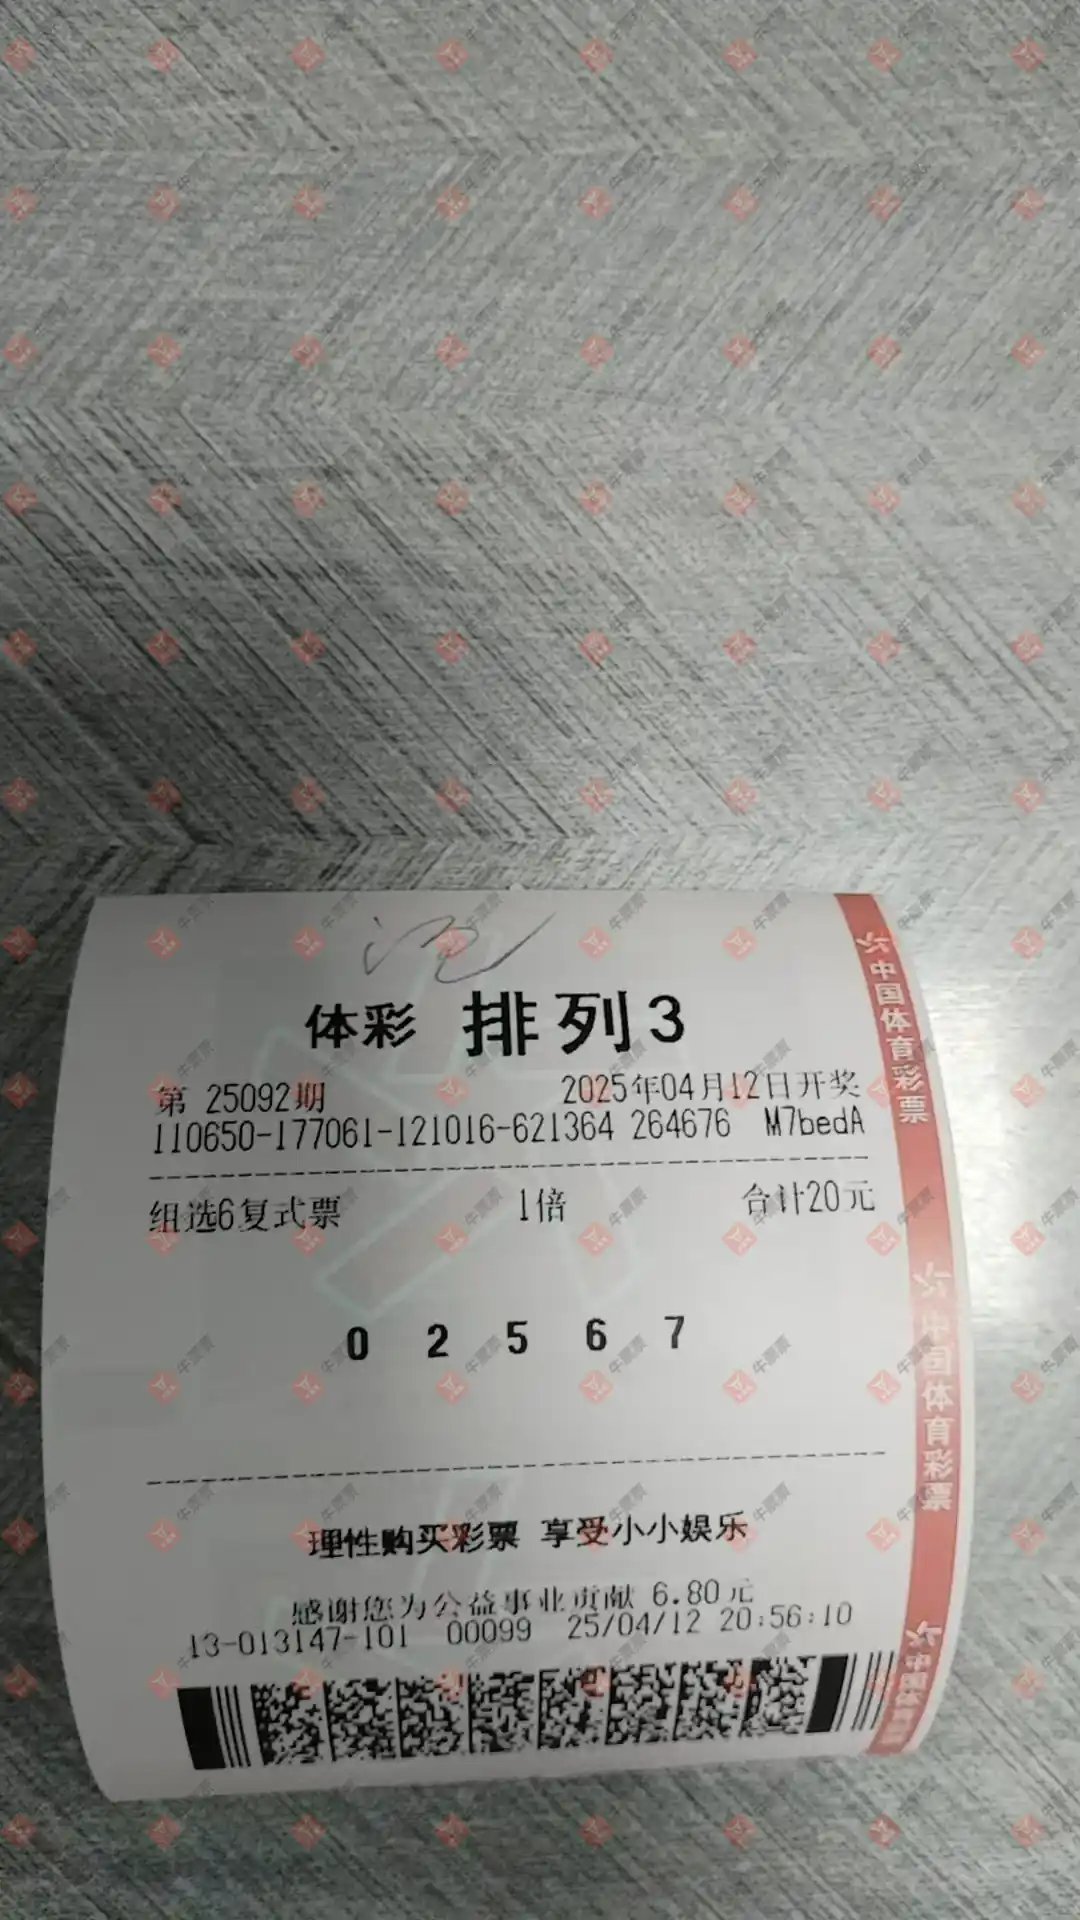 体彩 排列3
第 25092期 2025年04月12日开奖
110650-177061-121016-621364 264676 M7bedA
组选6复式票 1倍 合计20元
0 2 5 6 7
理性购买彩票 享受小小娱乐
感谢您为公益事业贡献 6.80元
13-013147-101 00099 25/04/12 20:56:10
中国体育彩票
中国体育彩票
中国体育彩票
牛票票